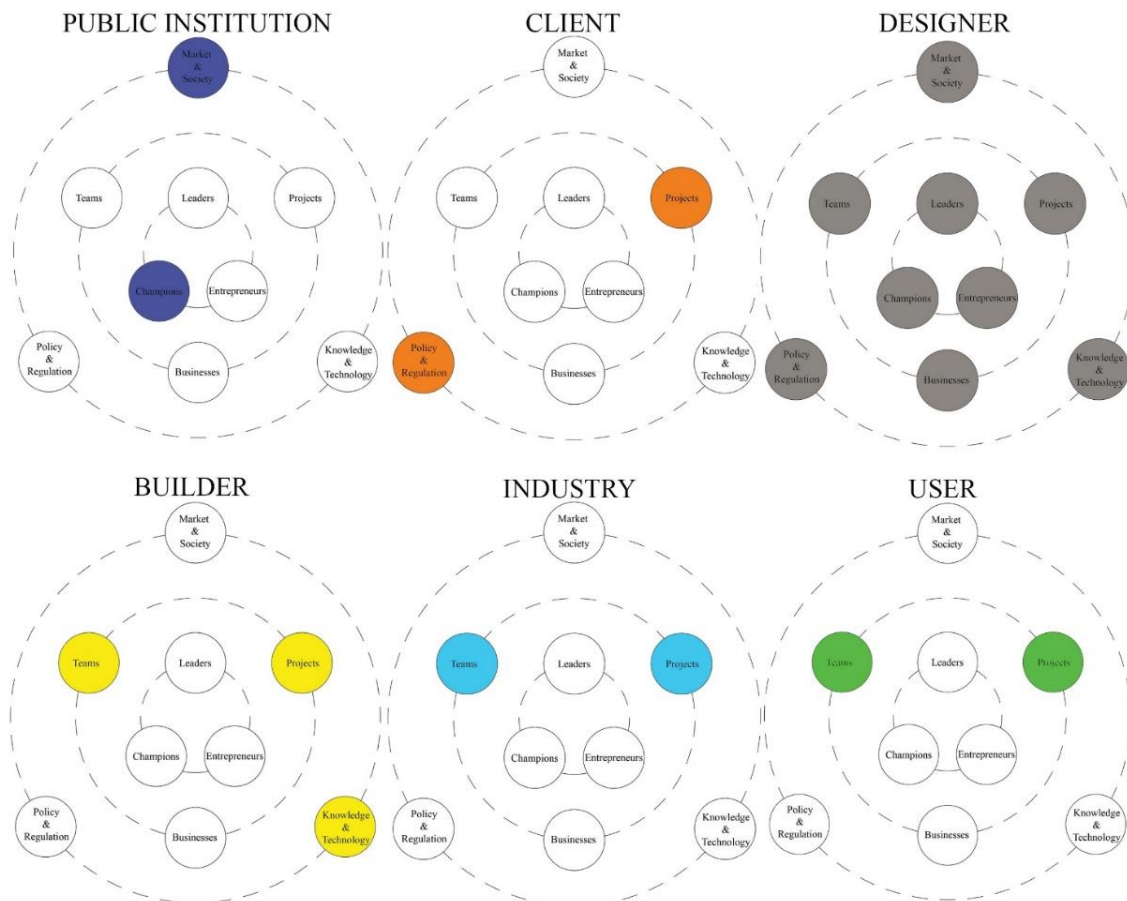 PUBLIC INSTITUTION
Market
&
Society
Teams
Leaders
Projects
Champions
Entrepreneurs
Policy
&
Regulation
Businesses
Knowledge
&
Technology
CLIENT
Market
&
Society
Teams
Leaders
Projects
Champions
Entrepreneurs
Policy
&
Regulation
Businesses
Knowledge
&
Technology
DESIGNER
Market
&
Society
Teams
Leaders
Projects
Champions
Entrepreneurs
Policy
&
Regulation
Businesses
Knowledge
&
Technology
BUILDER
Market
&
Society
Teams
Leaders
Projects
Champions
Entrepreneurs
Policy
&
Regulation
Businesses
Knowledge
&
Technology
INDUSTRY
Market
&
Society
Teams
Leaders
Projects
Champions
Entrepreneurs
Policy
&
Regulation
Businesses
Knowledge
&
Technology
USER
Market
&
Society
Teams
Leaders
Projects
Champions
Entrepreneurs
Policy
&
Regulation
Businesses
Knowledge
&
Technology